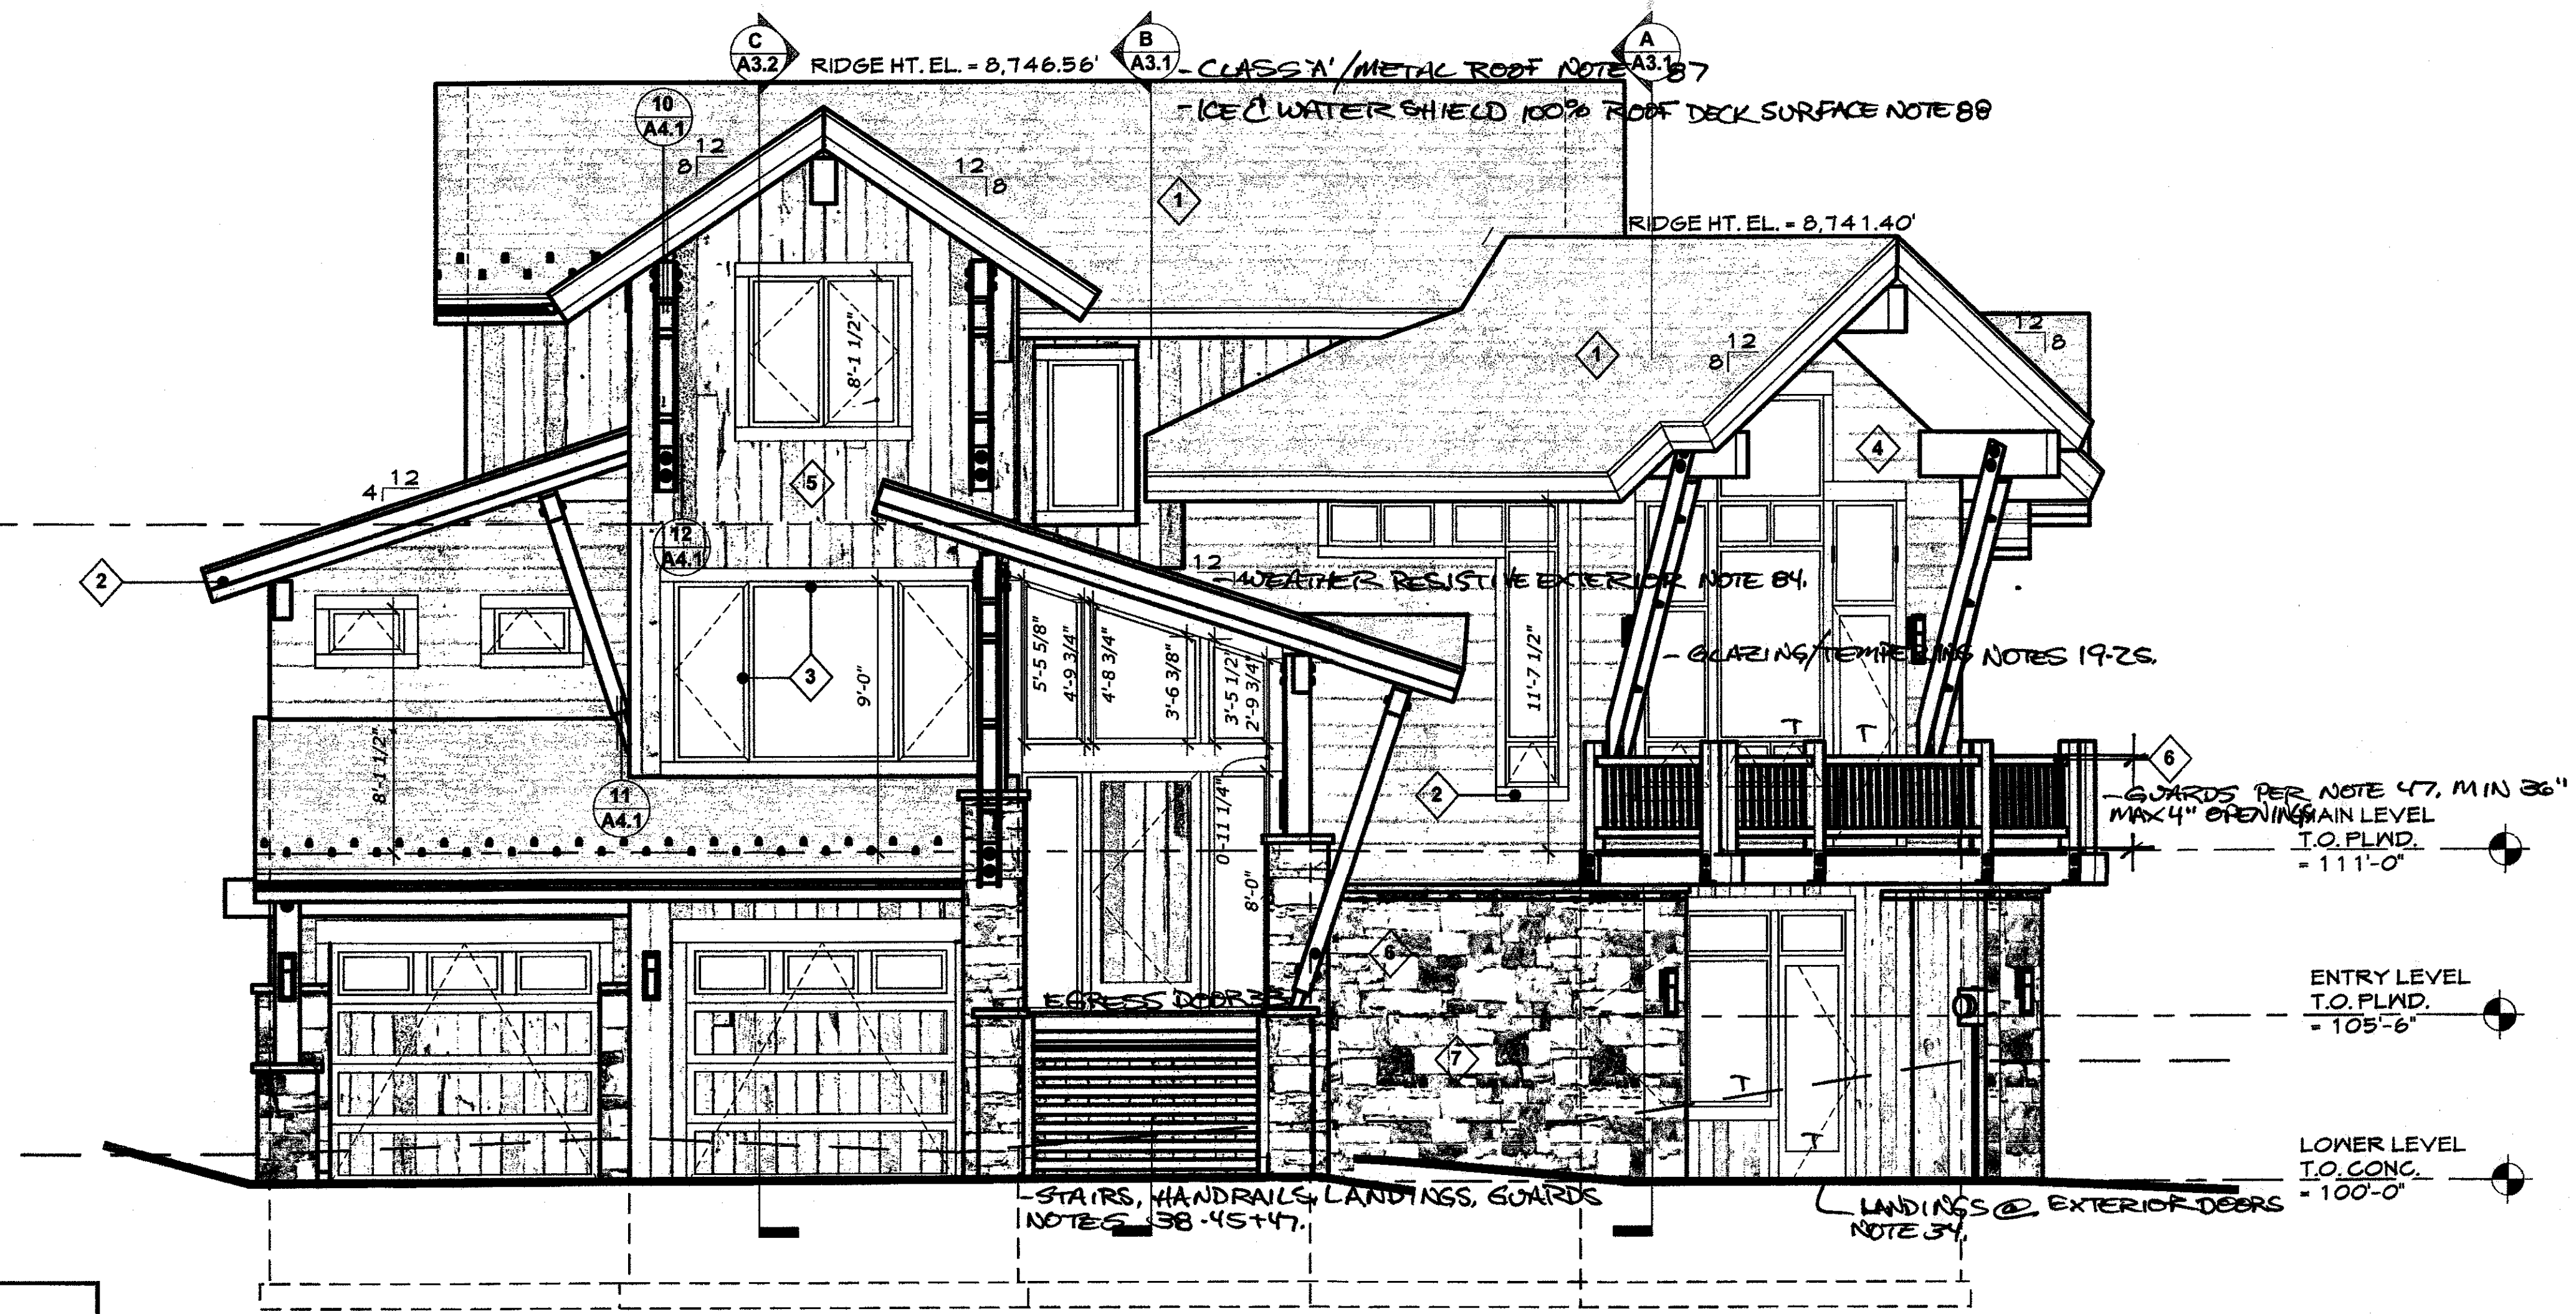 C
A3.2
RIDGE HT. EL. = 8,746.56'
B
A3.1
A
A3.1
- CLASS 'A' / METAL ROOF NOTE 87
- ICE & WATER SHIELD 100% ROOF DECK SURFACE NOTE 88
10
A4.1
12
8
12
8
1
RIDGE HT. EL. = 8,741.40'
12
8
12
8
1
8'-1 1/2"
4
5
12
4
12
A4.1
2
12
- WEATHER RESISTIVE EXTERIOR NOTE 84.
- GLAZING/TEMPERING NOTES 19-25.
3
9'-0"
5'-5 5/8"
4'-9 3/4"
4'-8 3/4"
3'-6 3/8"
3'-5 1/2"
2'-9 3/4"
11'-7 1/2"
T
T
8'-1 1/2"
11
A4.1
2
6
- GUARDS PER NOTE 47. MIN 36"
MAX 4" OPENINGS
MAIN LEVEL
T.O. PLWD.
= 111'-0"
0'-11 1/4"
8'-0"
6
EGRESS DOOR 33
ENTRY LEVEL
T.O. PLWD.
= 105'-6"
7
T
T
LOWER LEVEL
T.O. CONC.
= 100'-0"
- STAIRS, HANDRAILS, LANDINGS, GUARDS
NOTES 38-45+47.
LANDINGS @ EXTERIOR DOORS
NOTE 34.